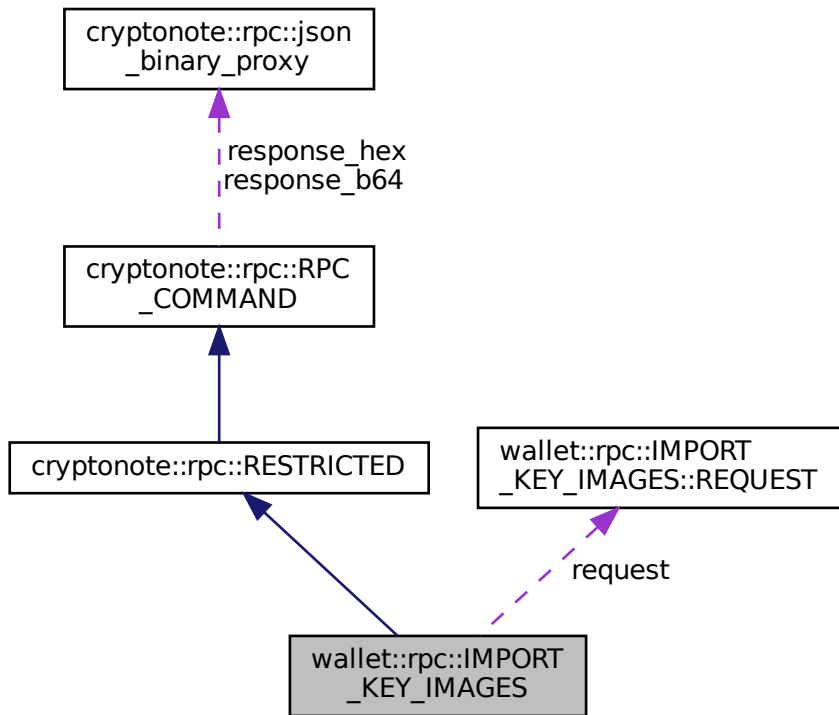 cryptonote::rpc::json
_binary_proxy
response_hex
response_b64
cryptonote::rpc::RPC
_COMMAND
cryptonote::rpc::RESTRICTED
wallet::rpc::IMPORT
_KEY_IMAGES::REQUEST
request
wallet::rpc::IMPORT
_KEY_IMAGES